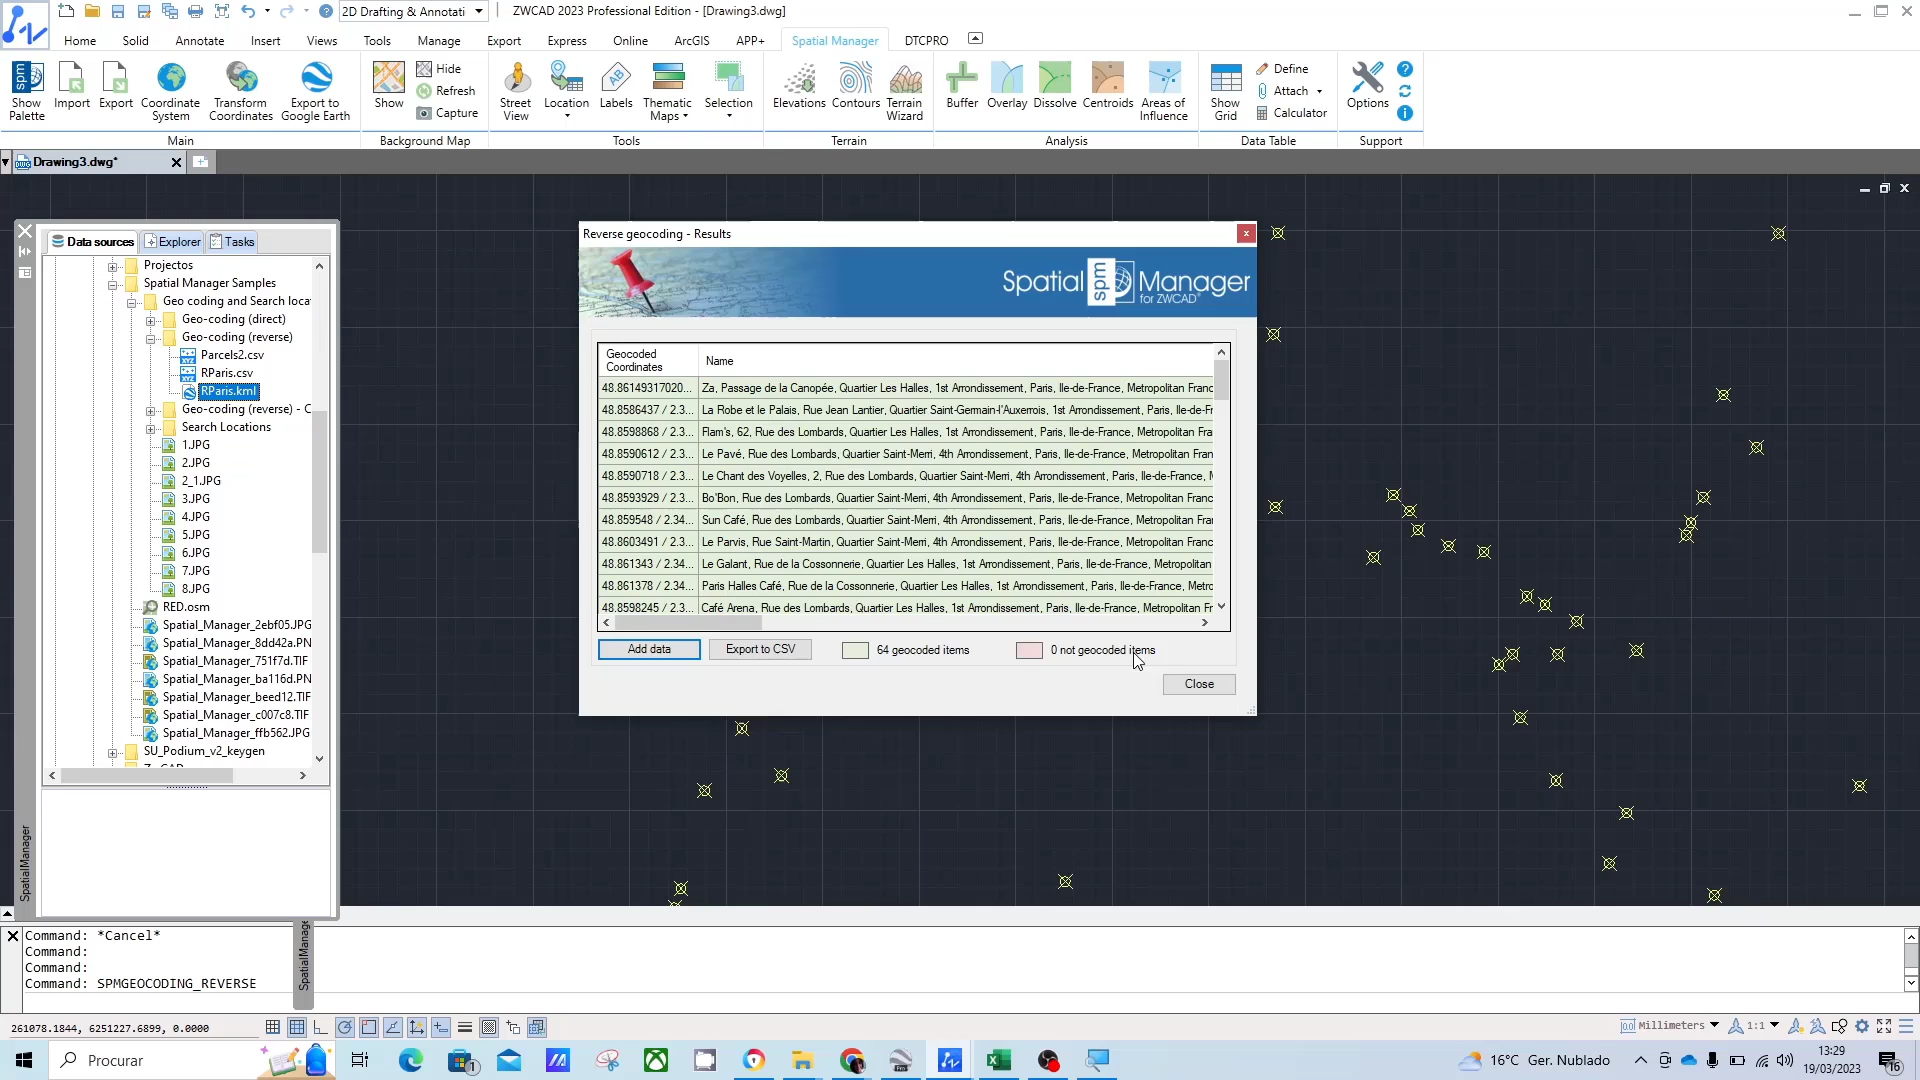 2D Drafting & Annotati
ZWCAD 2023 Professional Edition - [Drawing3.dwg]
Home Solid Annotate Insert Views Tools Manage Export Express Online ArcGIS APP+ Spatial Manager DTCPRO
Show Palette
Import
Export
Coordinate System
Transform Coordinates
Export to Google Earth
Main
Show
Hide
Refresh
Capture
Background Map
Street View
Location
Labels
Thematic Maps
Selection
Tools
Elevations
Contours
Terrain Wizard
Terrain
Buffer
Overlay
Dissolve
Centroids
Areas of Influence
Analysis
Show Grid
Define
Attach
Calculator
Data Table
Options
Support
Drawing3.dwg*
Data sources Explorer Tasks
Projectos
Spatial Manager Samples
Geo coding and Search locat
Geo-coding (direct)
Geo-coding (reverse)
Parcels2.csv
RParis.csv
RParis.kml
Geo-coding (reverse) - C
Search Locations
1.JPG
2.JPG
2_1.JPG
3.JPG
4.JPG
5.JPG
6.JPG
7.JPG
8.JPG
RED.osm
Spatial_Manager_2ebf05.JPG
Spatial_Manager_8dd42a.PN
Spatial_Manager_751f7d.TIF
Spatial_Manager_ba116d.PN
Spatial_Manager_beed12.TIF
Spatial_Manager_c007c8.TIF
Spatial_Manager_ffb562.JPG
SU_Podium_v2_keygen
SpatialManager
Reverse geocoding - Results
Spatial spm Manager
for ZWCAD®
Geocoded Coordinates Name
48.86149317020... Za, Passage de la Canopée, Quartier Les Halles, 1st Arrondissement, Paris, Ile-de-France, Metropolitan Franc
48.8586437 / 2.3... La Robe et le Palais, Rue Jean Lantier, Quartier Saint-Germain-l'Auxerrois, 1st Arrondissement, Paris, Ile-de-Fr
48.8598868 / 2.3... Flam's, 62, Rue des Lombards, Quartier Les Halles, 1st Arrondissement, Paris, Ile-de-France, Metropolitan Fra
48.8590612 / 2.3... Le Pavé, Rue des Lombards, Quartier Saint-Merri, 4th Arrondissement, Paris, Ile-de-France, Metropolitan Franc
48.8590718 / 2.3... Le Chant des Voyelles, 2, Rue des Lombards, Quartier Saint-Merri, 4th Arrondissement, Paris, Ile-de-France, M
48.8593929 / 2.3... Bo'Bon, Rue des Lombards, Quartier Saint-Merri, 4th Arrondissement, Paris, Ile-de-France, Metropolitan Franc
48.859548 / 2.34... Sun Café, Rue des Lombards, Quartier Saint-Merri, 4th Arrondissement, Paris, Ile-de-France, Metropolitan Fra
48.8603491 / 2.3... Le Parvis, Rue Saint-Martin, Quartier Saint-Merri, 4th Arrondissement, Paris, Ile-de-France, Metropolitan Franc
48.861343 / 2.34... Le Galant, Rue de la Cossonnerie, Quartier Les Halles, 1st Arrondissement, Paris, Ile-de-France, Metropolitan
48.861378 / 2.34... Paris Halles Café, Rue de la Cossonnerie, Quartier Les Halles, 1st Arrondissement, Paris, Ile-de-France, Metro
48.8598245 / 2.3... Café Arena, Rue des Lombards, Quartier Les Halles, 1st Arrondissement, Paris, Ile-de-France, Metropolitan Fr
Add data Export to CSV 64 geocoded items 0 not geocoded items
Close
Command: *Cancel*
Command:
Command:
Command: SPMGEOCODING_REVERSE
261078.1844, 6251227.6899, 0.0000
Millimeters 1:1
Procurar
16°C Ger. Nublado
13:29
19/03/2023
16